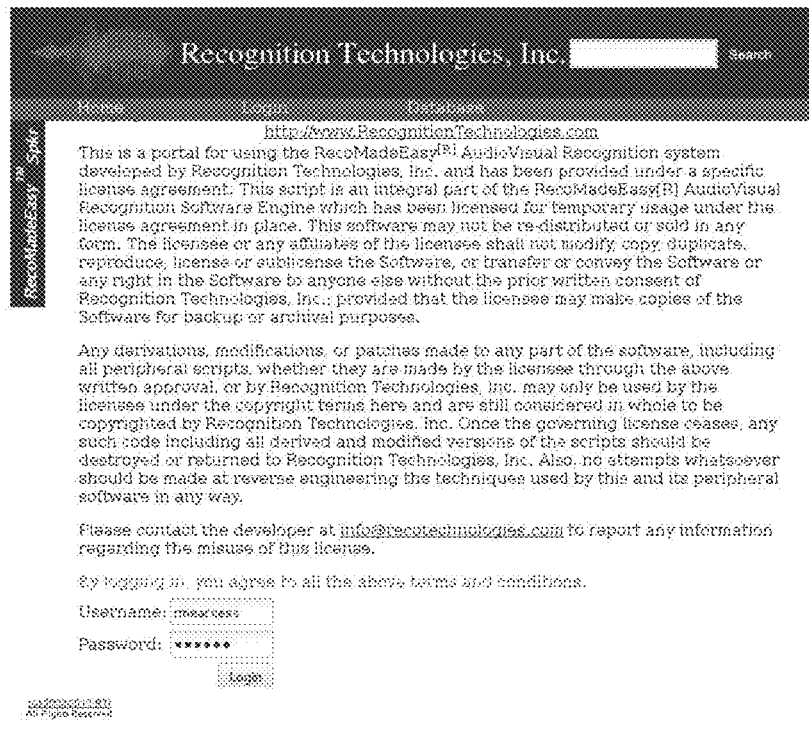 Recognition Technologies, Inc. Search
Home Login Database
http://www.RecognitionTechnologies.com
RecoMadeEasy™ Spkr
This is a portal for using the RecoMadeEasy[R] AudioVisual Recognition system
developed by Recognition Technologies, Inc. and has been provided under a specific
license agreement. This script is an integral part of the RecoMadeEasy[R] AudioVisual
Recognition Software Engine which has been licensed for temporary usage under the
license agreement in place. This software may not be re-distributed or sold in any
form. The licensee or any affiliates of the licensee shall not modify, copy, duplicate,
reproduce, license or sublicense the Software, or transfer or convey the Software or
any right in the Software to anyone else without the prior written consent of
Recognition Technologies, Inc.; provided that the licensee may make copies of the
Software for backup or archival purposes.
Any derivations, modifications, or patches made to any part of the software, including
all peripheral scripts, whether they are made by the licensee through the above
written approval, or by Recognition Technologies, Inc. may only be used by the
licensee under the copyright terms here and are still considered in whole to be
copyrighted by Recognition Technologies, Inc. Once the governing license ceases, any
such code including all derived and modified versions of the scripts should be
destroyed or returned to Recognition Technologies, Inc. Also, no attempts whatsoever
should be made at reverse engineering the techniques used by this and its peripheral
software in any way.
Please contact the developer at info@recotechnologies.com to report any information
regarding the misuse of this license.
By logging in, you agree to all the above terms and conditions.
Username:
Password: ******
Login
All Rights Reserved